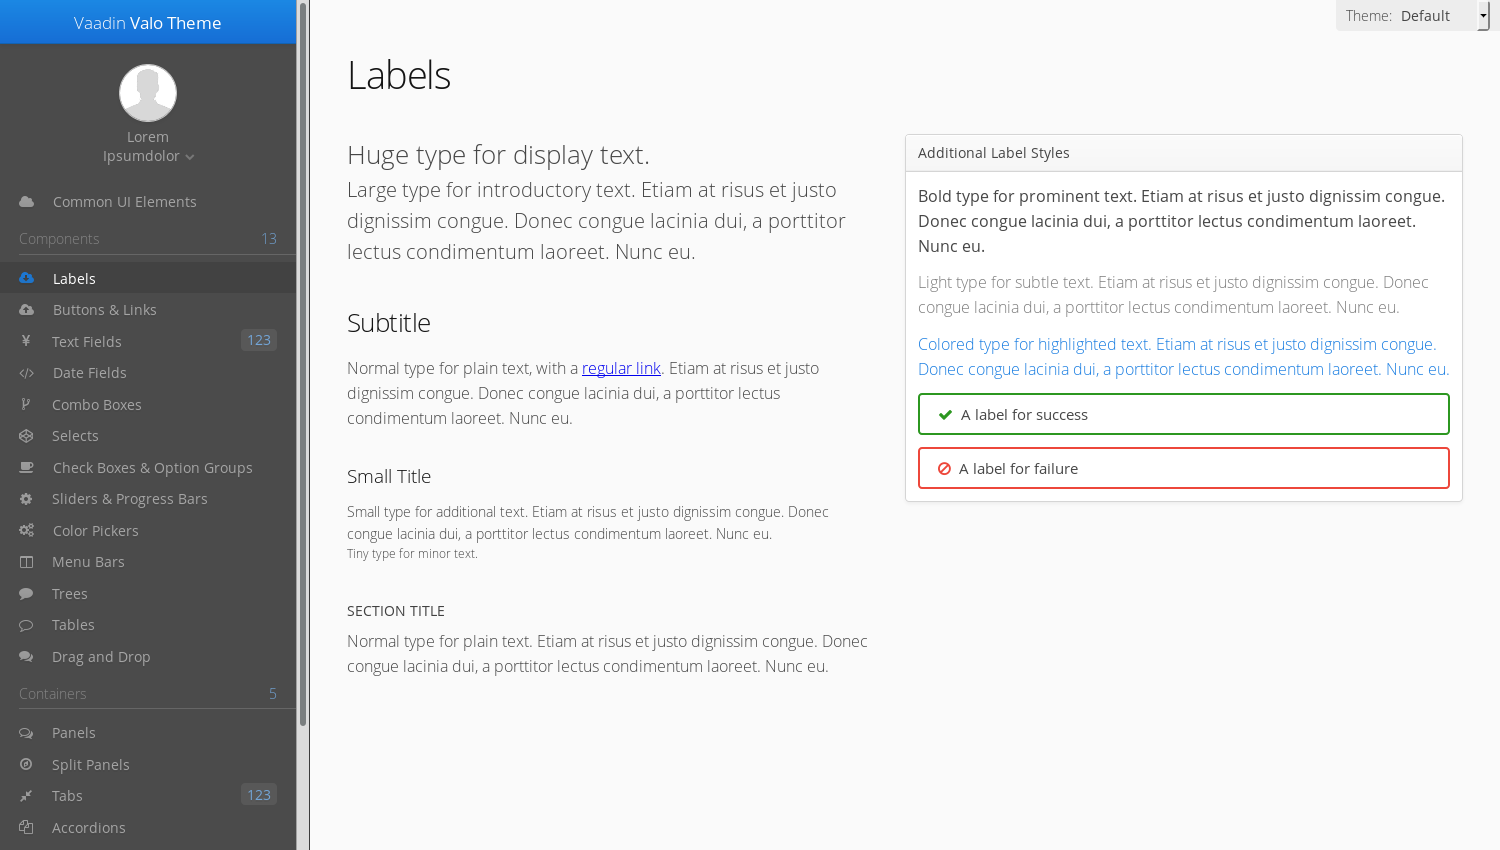 Vaadin Valo Theme
Lorem
Ipsumdolor
Common UI Elements
Components 13
Labels
Buttons & Links
Text Fields 123
Date Fields
Combo Boxes
Selects
Check Boxes & Option Groups
Sliders & Progress Bars
Color Pickers
Menu Bars
Trees
Tables
Drag and Drop
Containers 5
Panels
Split Panels
Tabs 123
Accordions
Theme: Default
Labels
Huge type for display text.
Large type for introductory text. Etiam at risus et justo
dignissim congue. Donec congue lacinia dui, a porttitor
lectus condimentum laoreet. Nunc eu.
Subtitle
Normal type for plain text, with a regular link. Etiam at risus et justo
dignissim congue. Donec congue lacinia dui, a porttitor lectus
condimentum laoreet. Nunc eu.
Small Title
Small type for additional text. Etiam at risus et justo dignissim congue. Donec
congue lacinia dui, a porttitor lectus condimentum laoreet. Nunc eu.
Tiny type for minor text.
SECTION TITLE
Normal type for plain text. Etiam at risus et justo dignissim congue. Donec
congue lacinia dui, a porttitor lectus condimentum laoreet. Nunc eu.
Additional Label Styles
Bold type for prominent text. Etiam at risus et justo dignissim congue.
Donec congue lacinia dui, a porttitor lectus condimentum laoreet.
Nunc eu.
Light type for subtle text. Etiam at risus et justo dignissim congue. Donec
congue lacinia dui, a porttitor lectus condimentum laoreet. Nunc eu.
Colored type for highlighted text. Etiam at risus et justo dignissim congue.
Donec congue lacinia dui, a porttitor lectus condimentum laoreet. Nunc eu.
A label for success
A label for failure